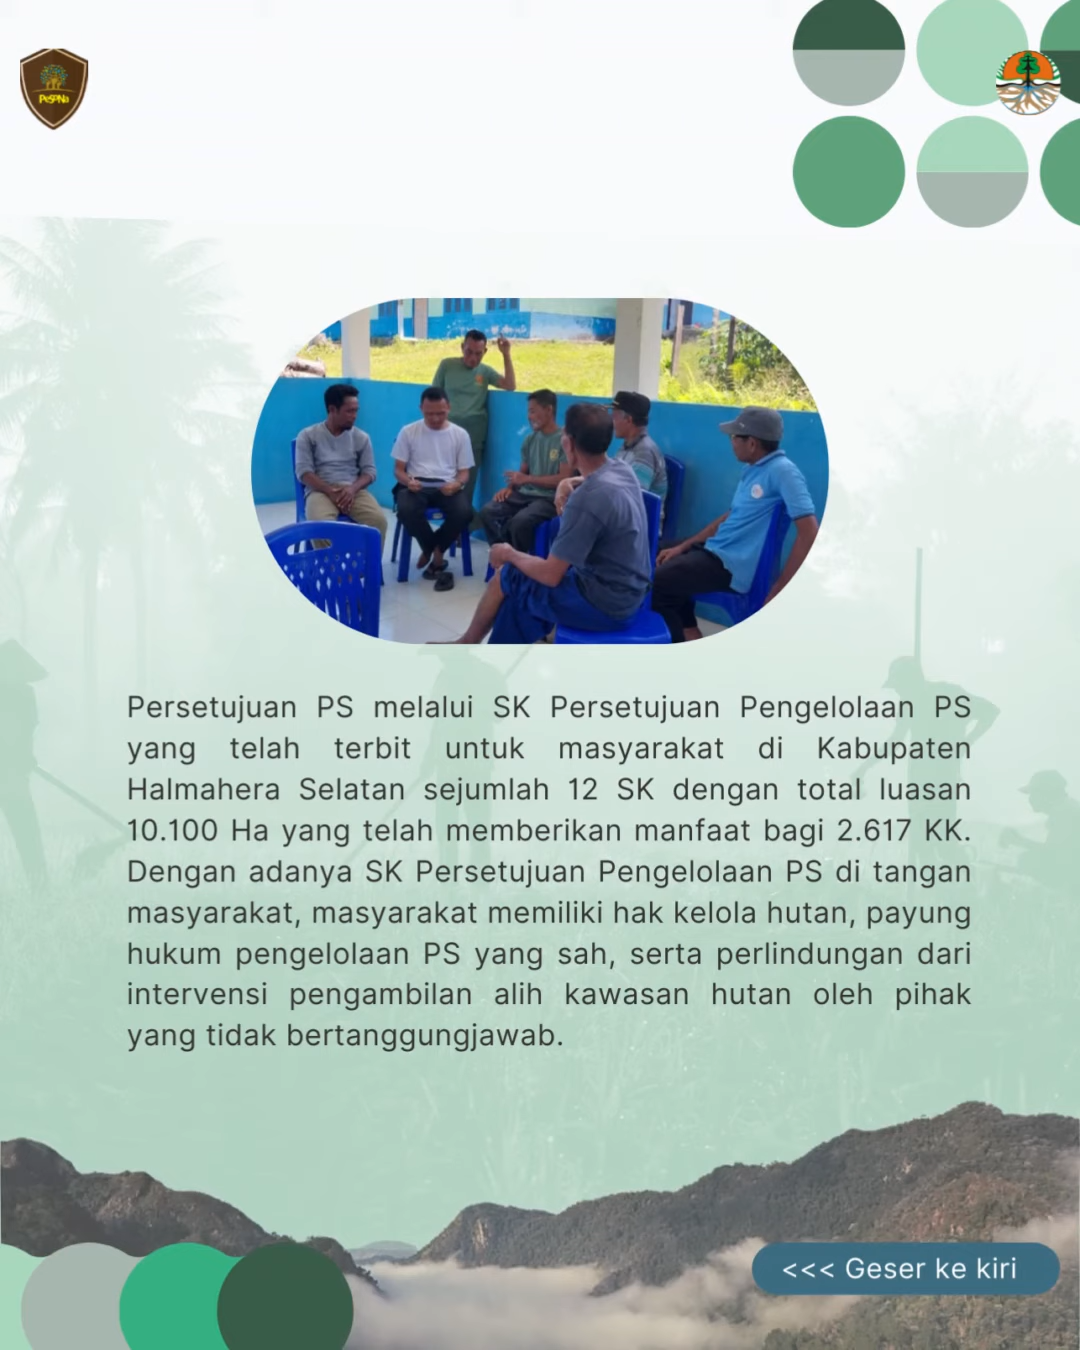 PeSoNa
Persetujuan PS melalui SK Persetujuan Pengelolaan PS
yang telah terbit untuk masyarakat di Kabupaten
Halmahera Selatan sejumlah 12 SK dengan total luasan
10.100 Ha yang telah memberikan manfaat bagi 2.617 KK.
Dengan adanya SK Persetujuan Pengelolaan PS di tangan
masyarakat, masyarakat memiliki hak kelola hutan, payung
hukum pengelolaan PS yang sah, serta perlindungan dari
intervensi pengambilan alih kawasan hutan oleh pihak
yang tidak bertanggungjawab.
<<< Geser ke kiri